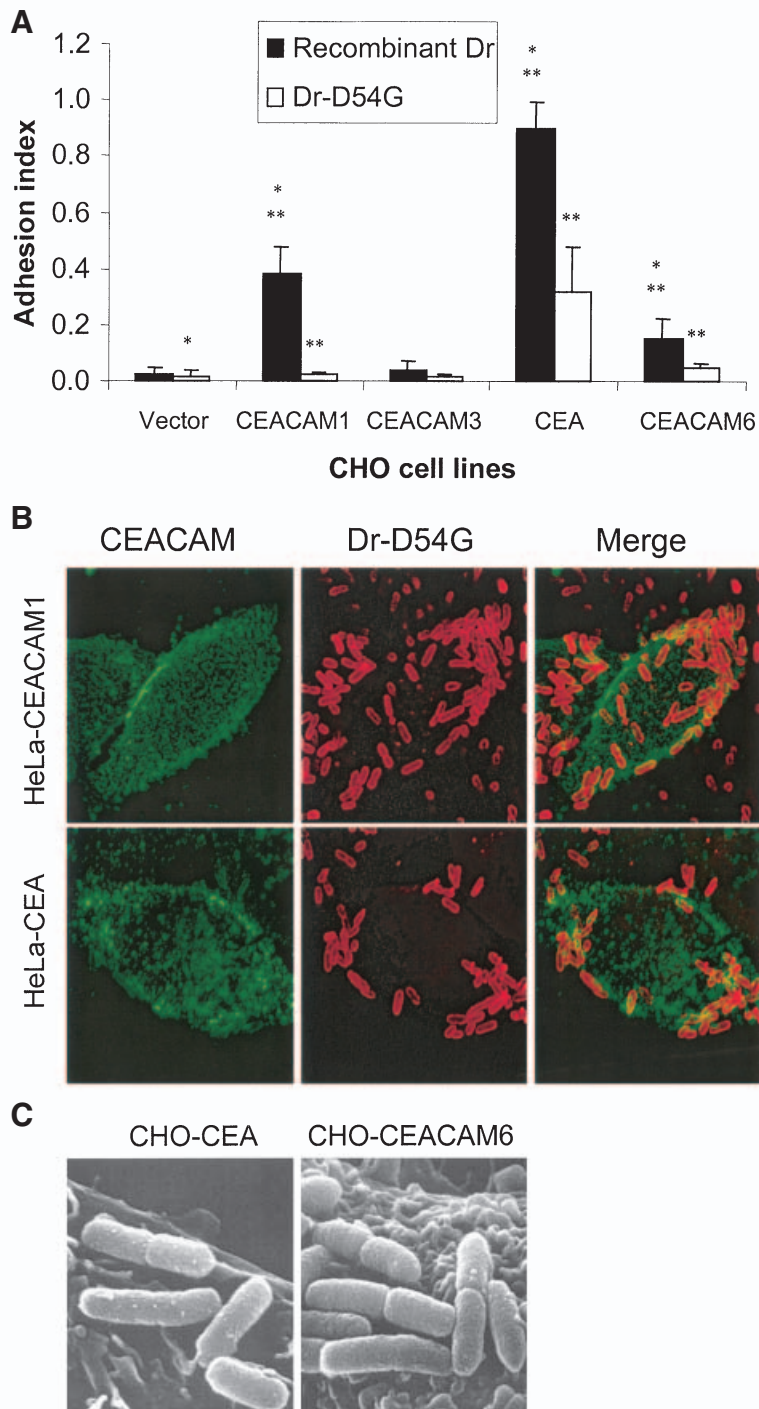 A
Adhesion index
1.2
1.0
0.8
0.6
0.4
0.2
0.0
Recombinant Dr
Dr-D54G
*
*
**
**
*
**
**
*
**
**
Vector
CEACAM1
CEACAM3
CEA
CEACAM6
CHO cell lines
B
CEACAM
Dr-D54G
Merge
HeLa-CEACAM1
HeLa-CEA
C
CHO-CEA
CHO-CEACAM6